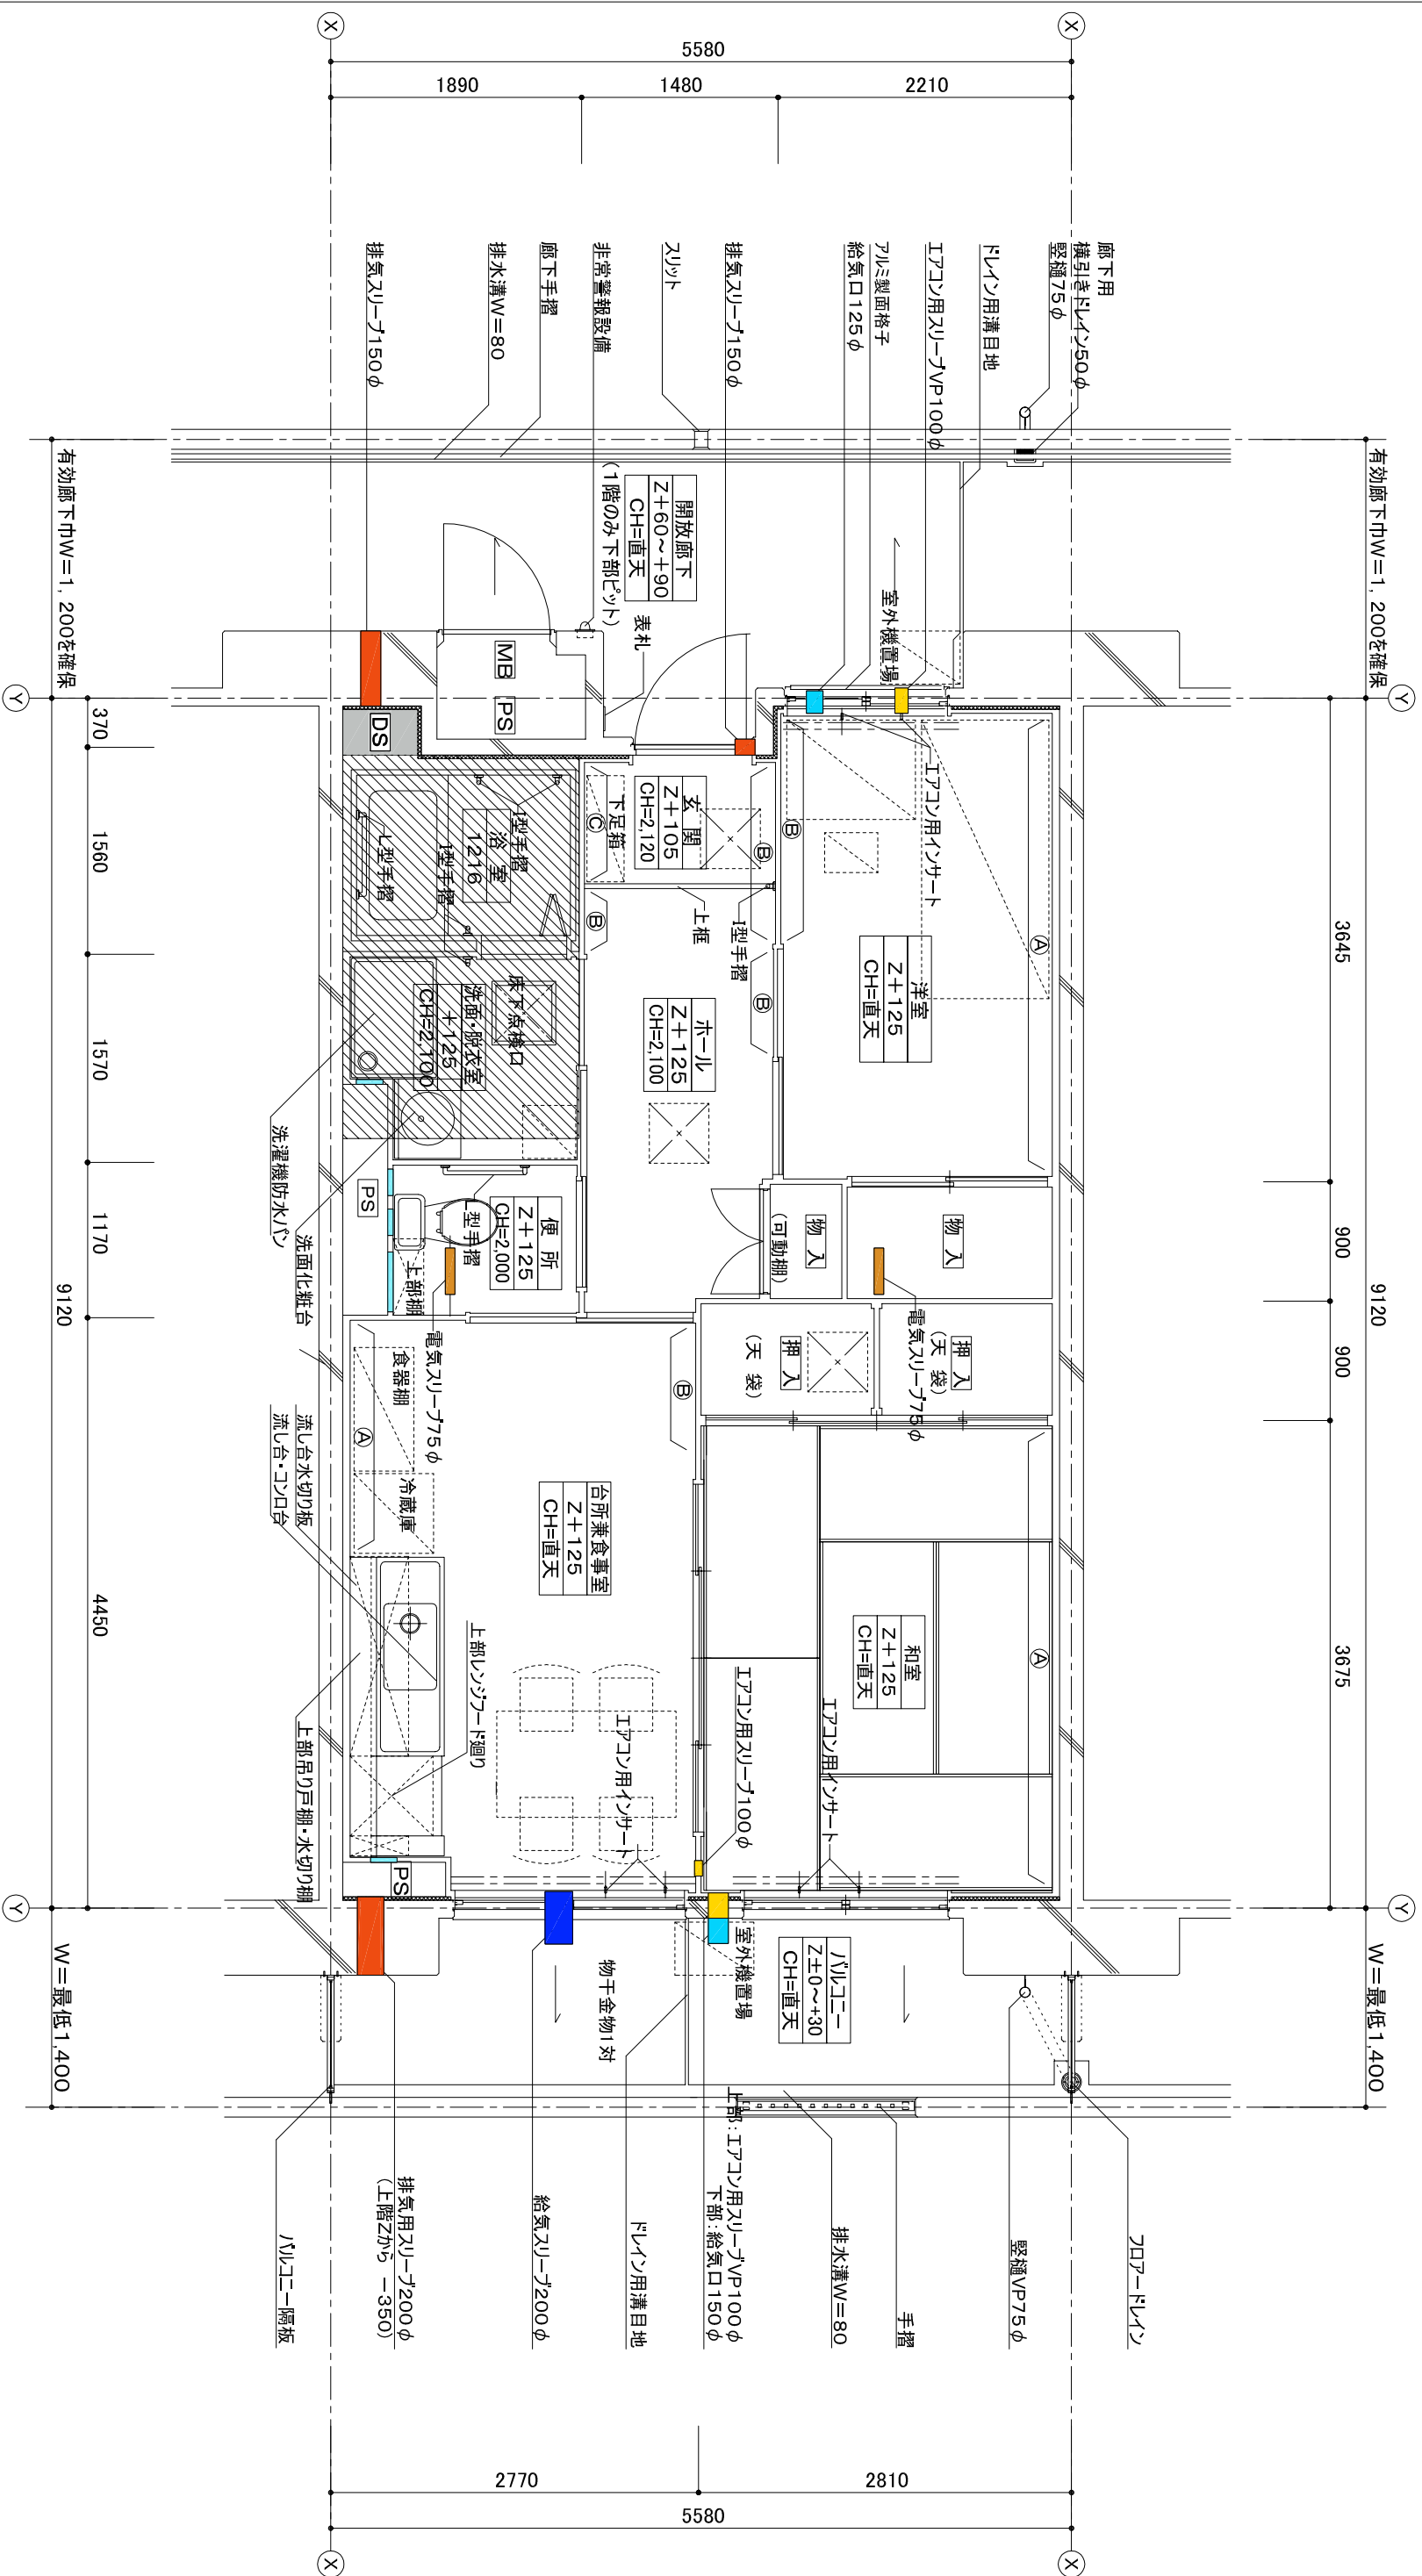 X
X
5580
1890
1480
2210
排気スリーブ150φ
排水溝W=80
廊下手摺
非常警報設備
スリット
排気スリーブ150φ
給気口125φ
アルミ製面格子
エアコン用スリーブVP100φ
ドレイン用溝目地
廊下用
横引きドレイン50φ
竪樋75φ
有効廊下巾W=1,200を確保
有効廊下巾W=1,200を確保
開放廊下
Z+60～+90
CH=直天
(1階のみ下部ピット)
表札
室外機置場
MB
PS
Y
Y
370
1560
1570
1170
4450
9120
3645
900
900
3675
9120
DS
玄 関
Z+105
CH=2,120
下足箱
C
B
B
B
B
B
上框
I型手摺
エアコン用インサート
A
洋室
Z+125
CH=直天
I型手摺
浴 室
1216
I型手摺
L型手摺
床下点検口
洗面・脱衣室
+125
CH=2,100
ホール
Z+125
CH=2,100
洗濯機防水パン
洗面化粧台
PS
便 所
Z+125
CH=2,000
L型手摺
上部棚
物 入
(可動棚)
物 入
電気スリーブ75φ
電気スリーブ75φ
押 入
(天 袋)
押 入
(天 袋)
食器棚
A
冷蔵庫
流し台水切り板
流し台・コンロ台
台所兼食事室
Z+125
CH=直天
和室
Z+125
CH=直天
A
上部レンジフード廻り
上部吊り戸棚・水切り棚
エアコン用インサート
エアコン用スリーブ100φ
エアコン用インサート
PS
Y
Y
W=最低1,400
W=最低1,400
物干金物1対
室外機置場
バルコニー
Z±0～+30
CH=直天
バルコニー隔板
排気用スリーブ200φ
(上階Zから －350)
給気スリーブ200φ
ドレイン用溝目地
上部：エアコン用スリーブVP100φ
下部：給気口150φ
排水溝W=80
手摺
竪樋VP75φ
フロアードレイン
2770
2810
5580
X
X